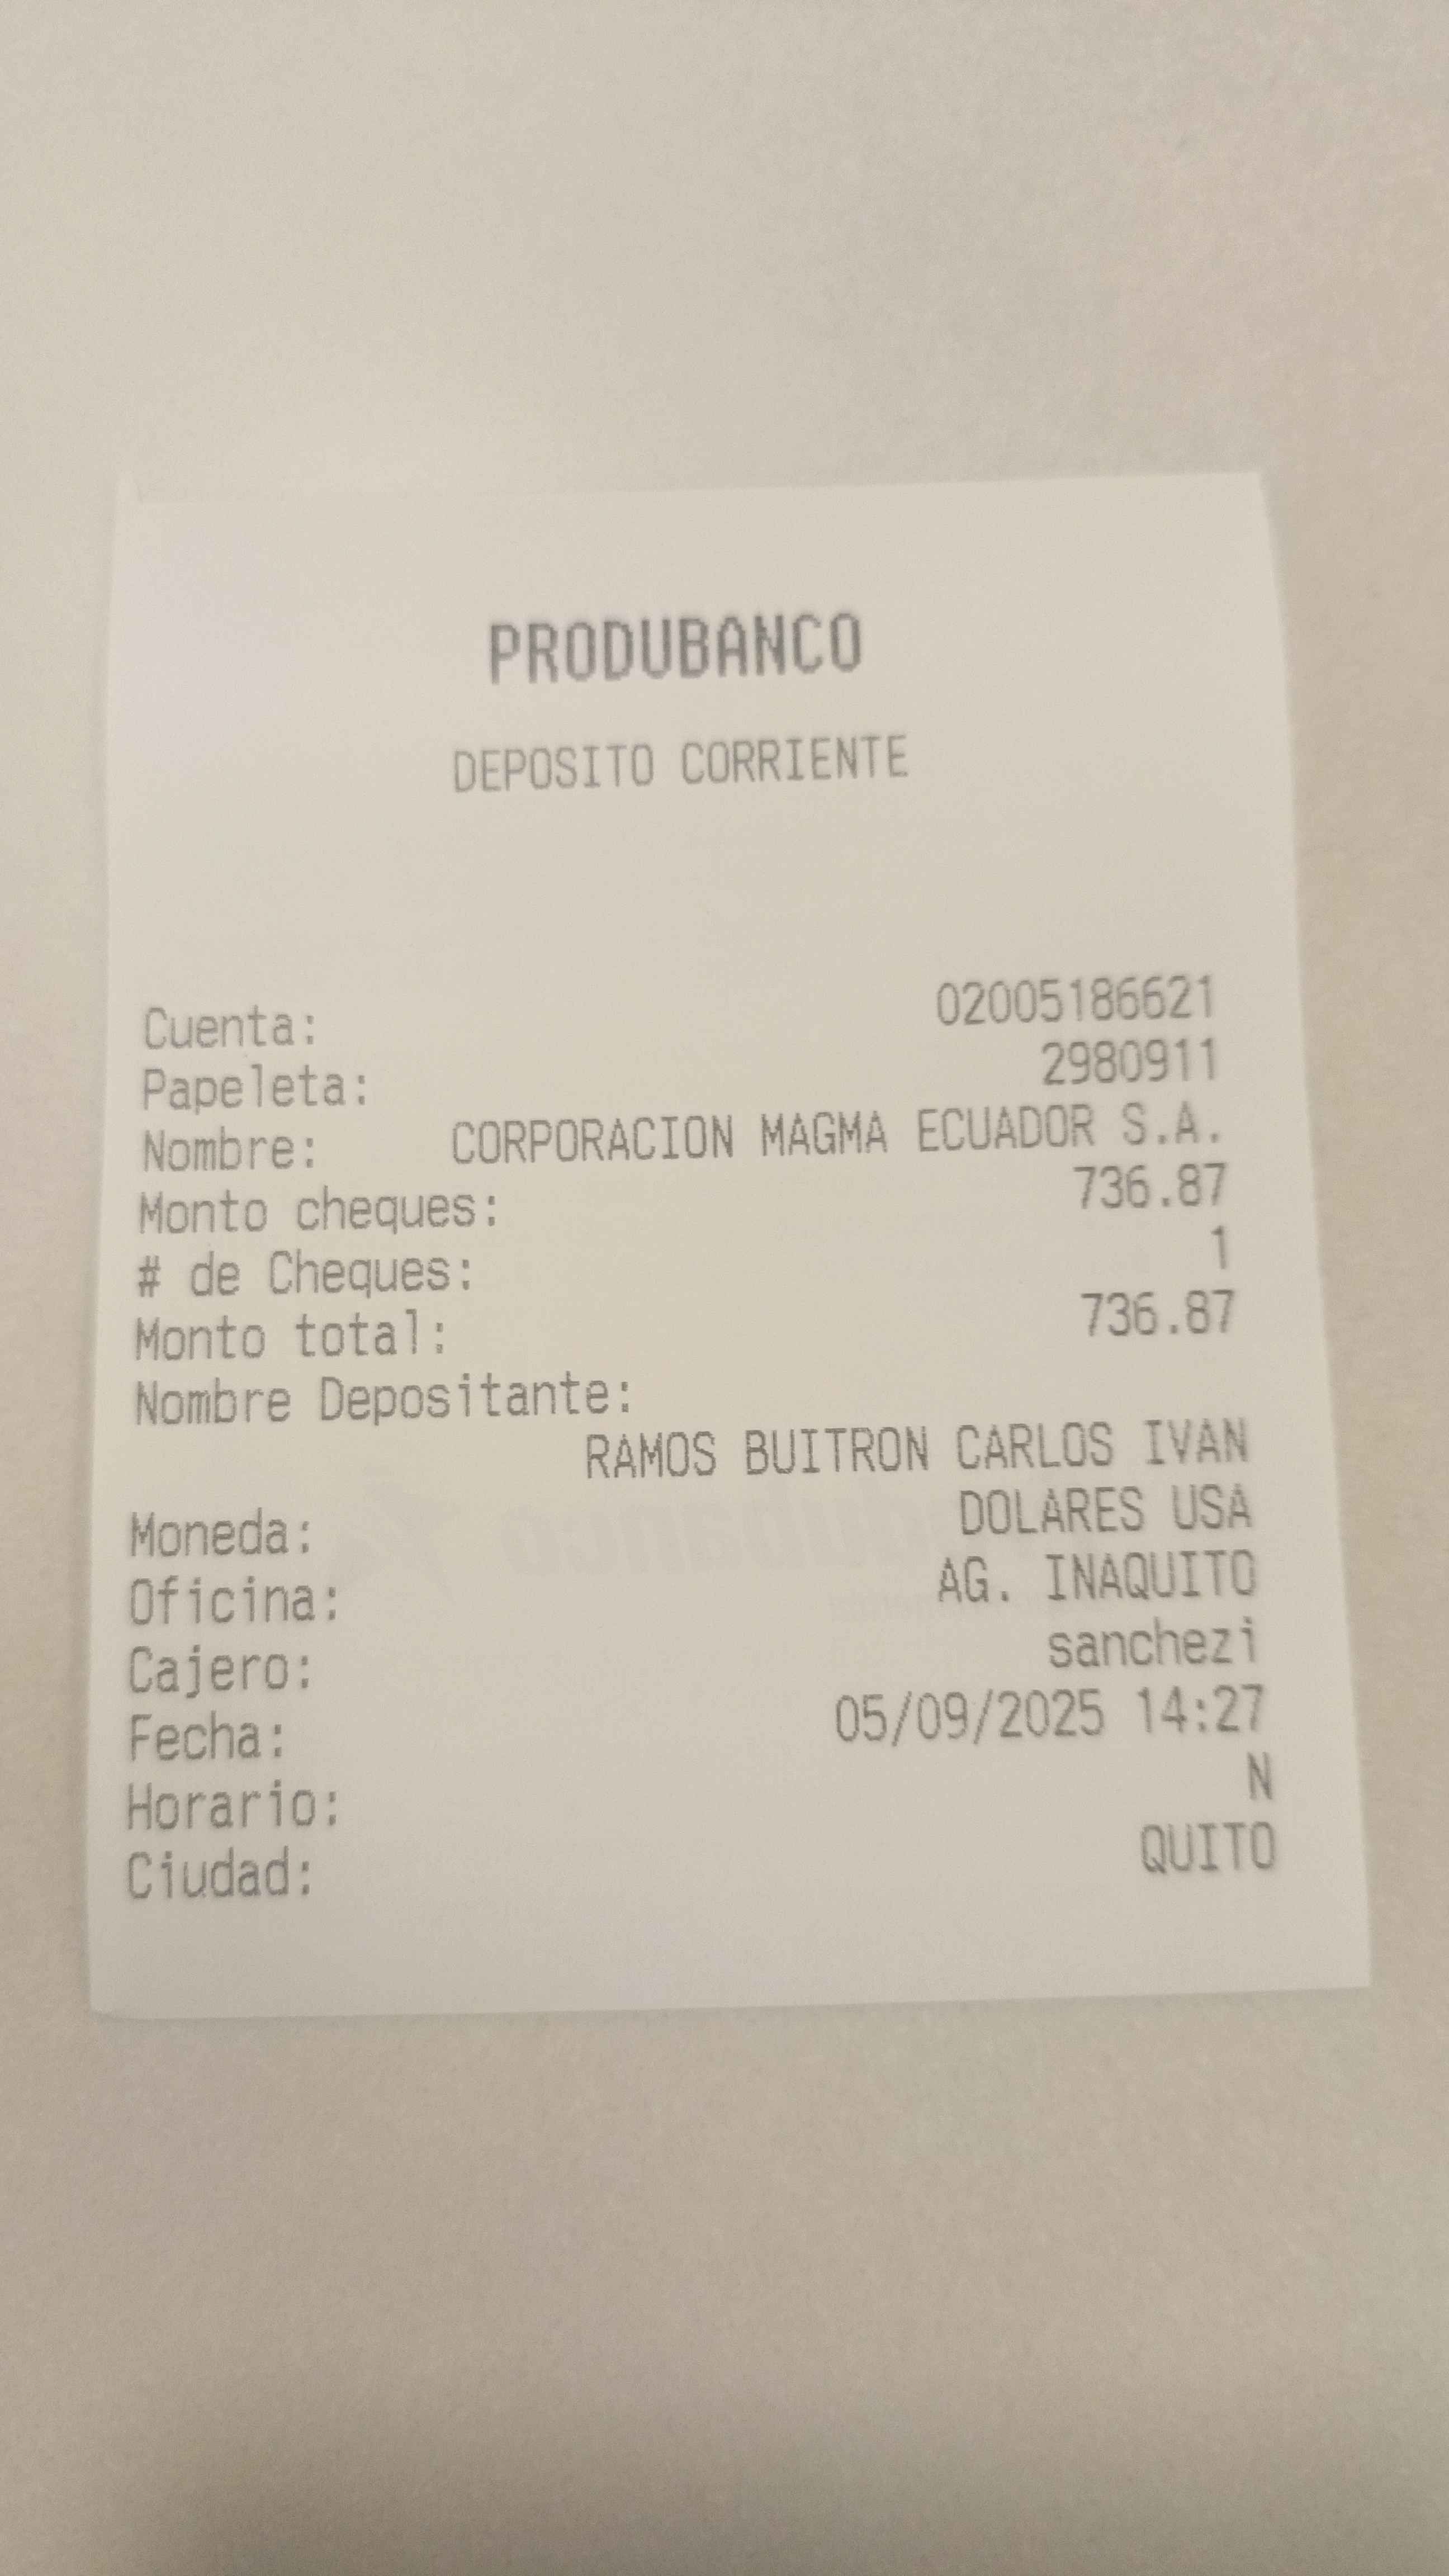 PRODUBANCO
DEPOSITO CORRIENTE
Cuenta: 02005186621
Papeleta: 2980911
Nombre: CORPORACION MAGMA ECUADOR S.A.
Monto cheques: 736.87
# de Cheques: 1
Monto total: 736.87
Nombre Depositante:
RAMOS BUITRON CARLOS IVAN
Moneda: DOLARES USA
Oficina: AG. INAQUITO
Cajero: sanchezi
Fecha: 05/09/2025 14:27
Horario: N
Ciudad: QUITO